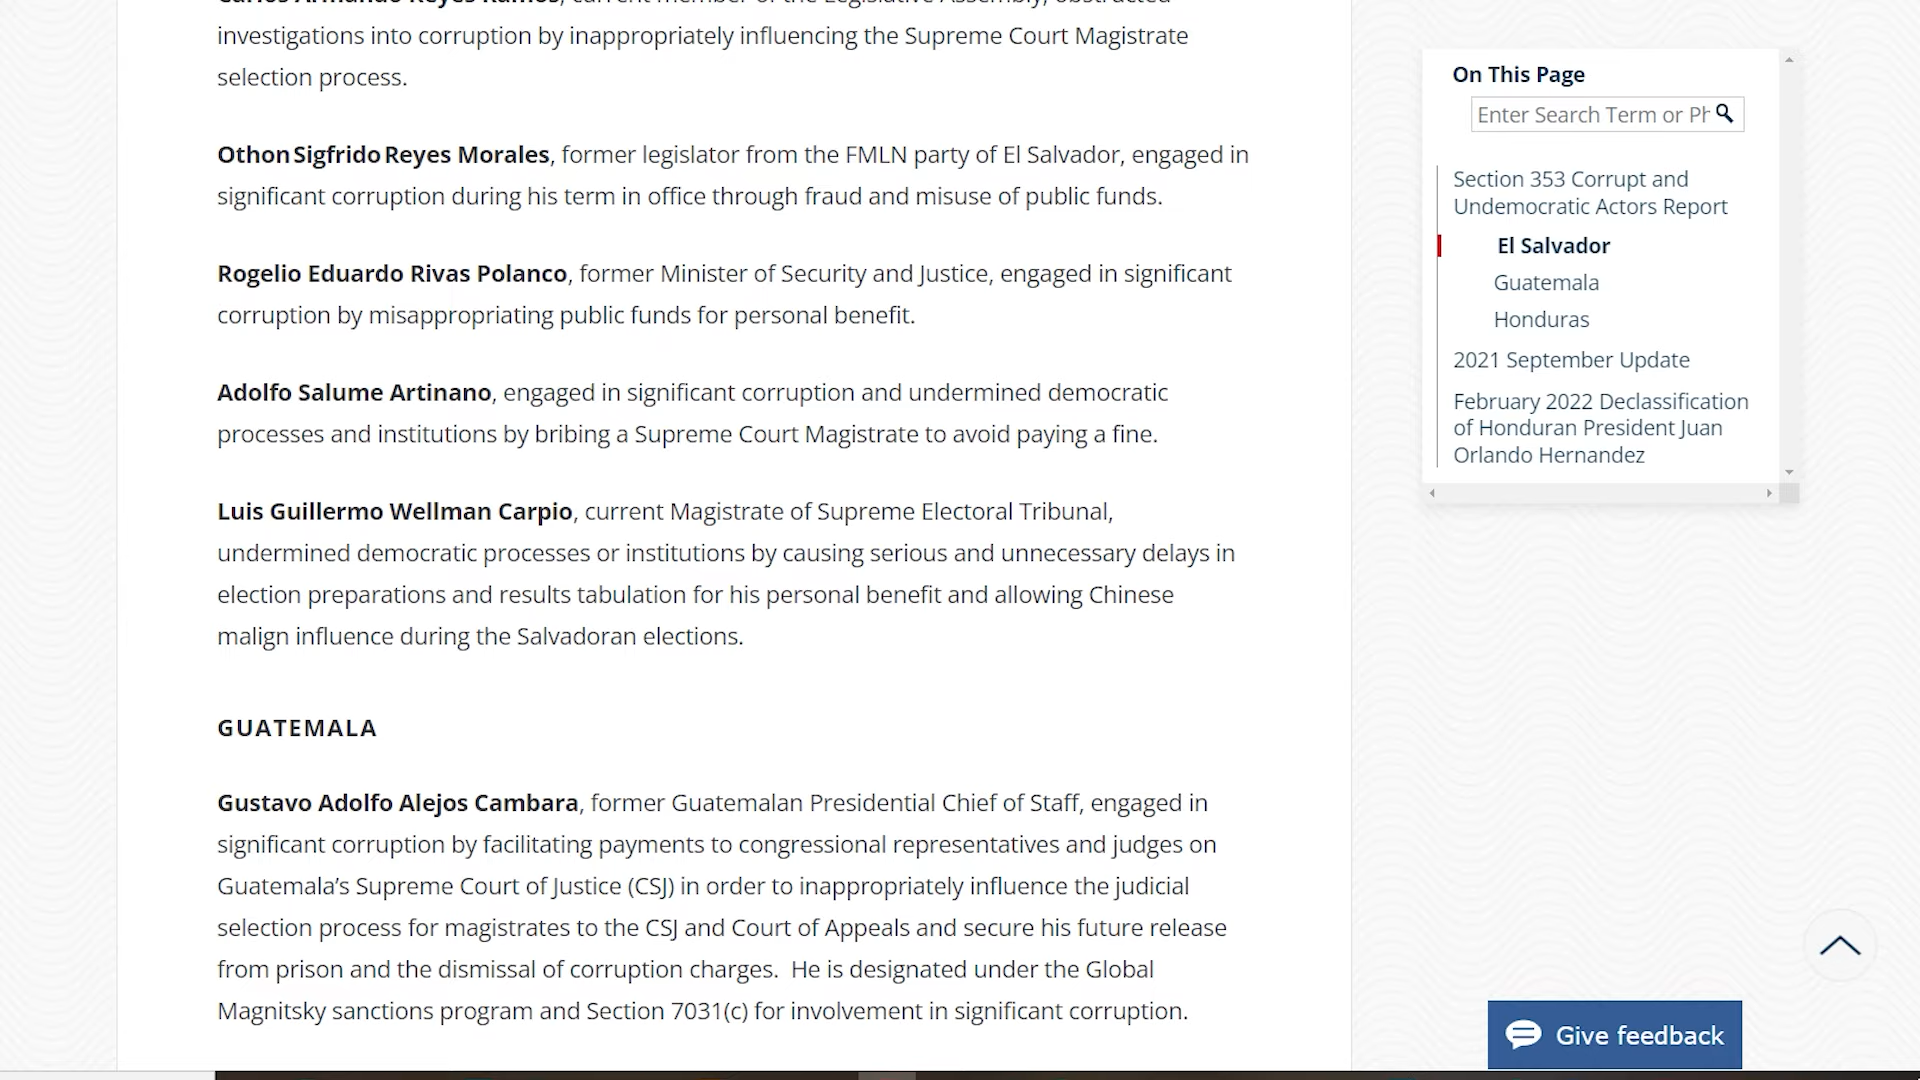 Carlos Armando Reyes Ramos, current member of the Legislative Assembly, obstructed
investigations into corruption by inappropriately influencing the Supreme Court Magistrate
selection process.
Othon Sigfrido Reyes Morales, former legislator from the FMLN party of El Salvador, engaged in
significant corruption during his term in office through fraud and misuse of public funds.
Rogelio Eduardo Rivas Polanco, former Minister of Security and Justice, engaged in significant
corruption by misappropriating public funds for personal benefit.
Adolfo Salume Artinano, engaged in significant corruption and undermined democratic
processes and institutions by bribing a Supreme Court Magistrate to avoid paying a fine.
Luis Guillermo Wellman Carpio, current Magistrate of Supreme Electoral Tribunal,
undermined democratic processes or institutions by causing serious and unnecessary delays in
election preparations and results tabulation for his personal benefit and allowing Chinese
malign influence during the Salvadoran elections.
GUATEMALA
Gustavo Adolfo Alejos Cambara, former Guatemalan Presidential Chief of Staff, engaged in
significant corruption by facilitating payments to congressional representatives and judges on
Guatemala’s Supreme Court of Justice (CSJ) in order to inappropriately influence the judicial
selection process for magistrates to the CSJ and Court of Appeals and secure his future release
from prison and the dismissal of corruption charges.  He is designated under the Global
Magnitsky sanctions program and Section 7031(c) for involvement in significant corruption.
On This Page
Enter Search Term or Ph
Section 353 Corrupt and
Undemocratic Actors Report
El Salvador
Guatemala
Honduras
2021 September Update
February 2022 Declassification
of Honduran President Juan
Orlando Hernandez
Give feedback